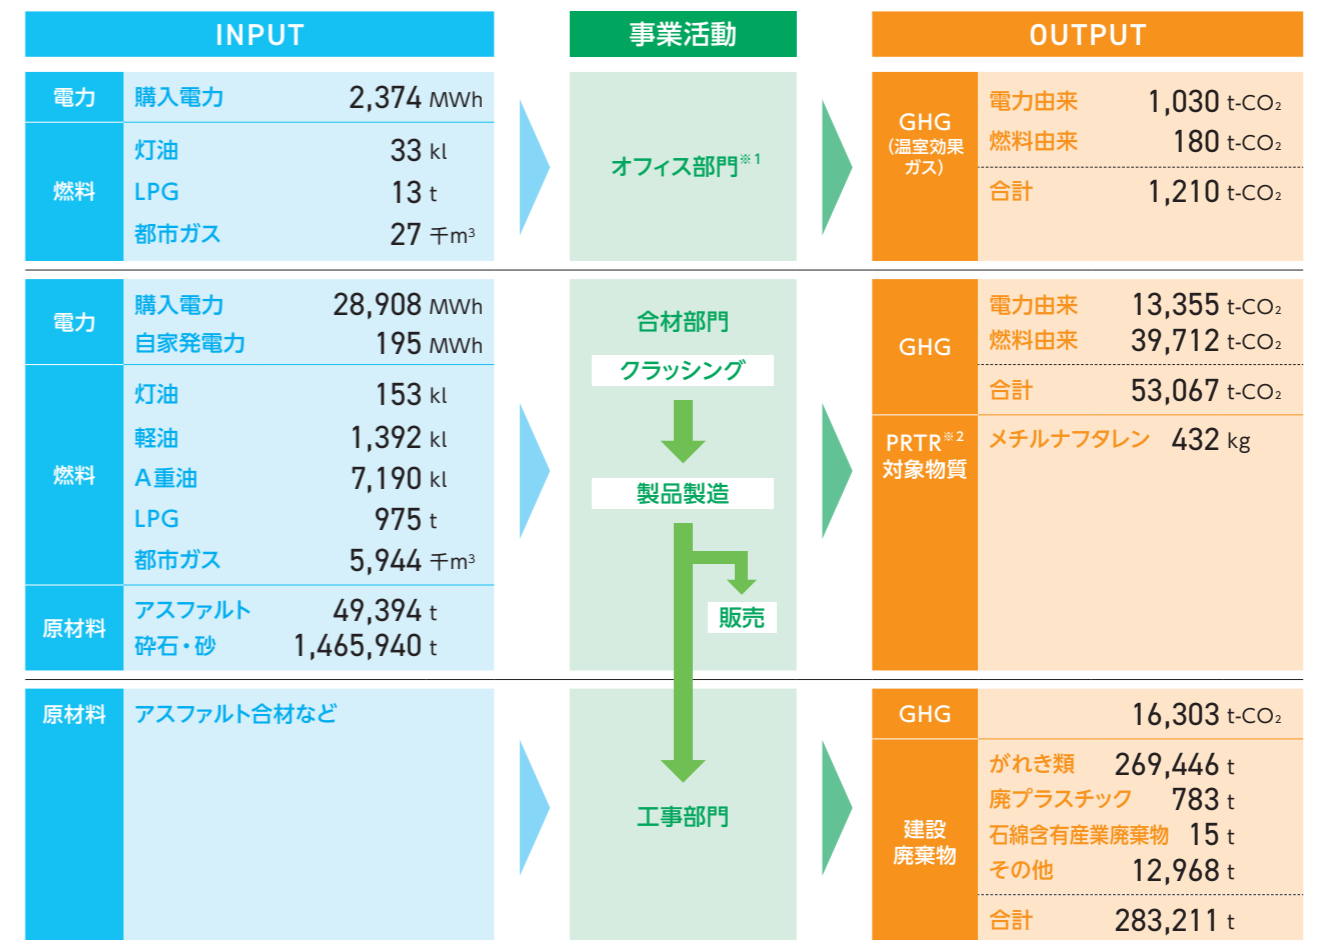 INPUT
事業活動
OUTPUT
電力
購入電力 2,374 MWh
燃料
灯油 33 kl
LPG 13 t
都市ガス 27 千m³
オフィス部門※1
GHG
(温室効果
ガス)
電力由来 1,030 t-CO₂
燃料由来 180 t-CO₂
合計 1,210 t-CO₂
電力
購入電力 28,908 MWh
自家発電力 195 MWh
燃料
灯油 153 kl
軽油 1,392 kl
A重油 7,190 kl
LPG 975 t
都市ガス 5,944 千m³
原材料
アスファルト 49,394 t
砕石・砂 1,465,940 t
合材部門
クラッシング
製品製造
販売
GHG
電力由来 13,355 t-CO₂
燃料由来 39,712 t-CO₂
合計 53,067 t-CO₂
PRTR※2
対象物質
メチルナフタレン 432 kg
原材料
アスファルト合材など
工事部門
GHG
16,303 t-CO₂
建設
廃棄物
がれき類 269,446 t
廃プラスチック 783 t
石綿含有産業廃棄物 15 t
その他 12,968 t
合計 283,211 t